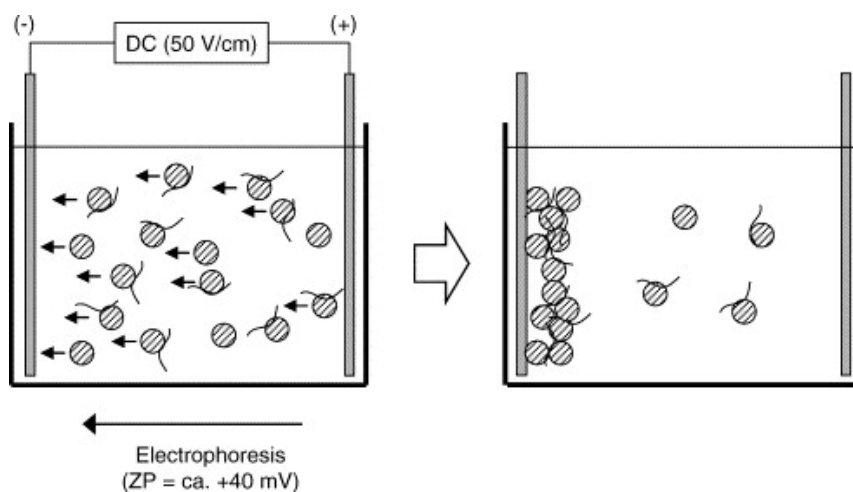 (-)
DC (50 V/cm)
(+)
Electrophoresis
(ZP = ca. +40 mV)